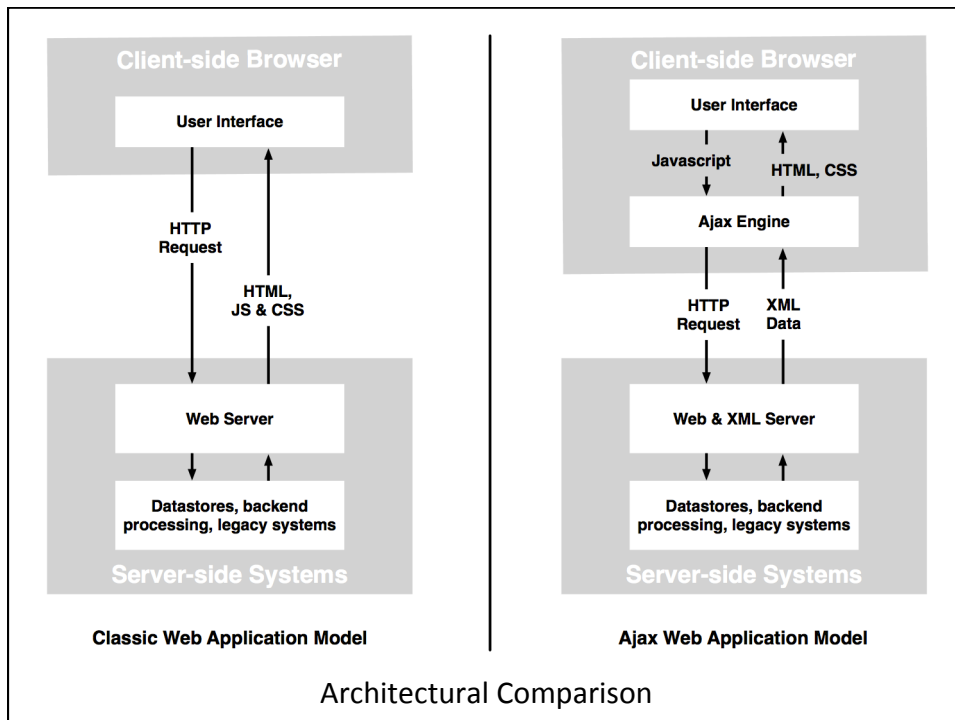 Client-side Browser
User Interface
HTTP
Request
HTML,
JS & CSS
Web Server
Datastores, backend
processing, legacy systems
Server-side Systems
Classic Web Application Model
Client-side Browser
User Interface
Javascript
HTML, CSS
Ajax Engine
HTTP
Request
XML
Data
Web & XML Server
Datastores, backend
processing, legacy systems
Server-side Systems
Ajax Web Application Model
Architectural Comparison